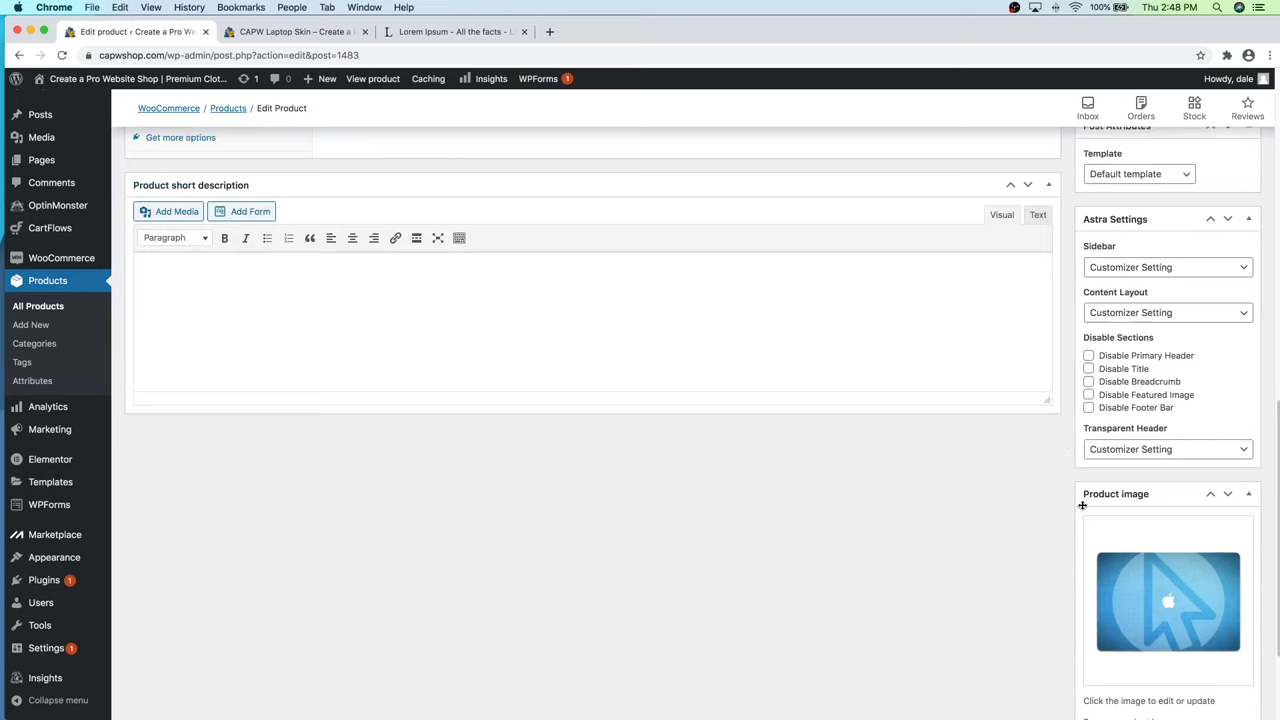 Chrome File Edit View History Bookmarks People Tab Window Help 100% Thu 2:48 PM
Edit product ‹ Create a Pro We CAPW Laptop Skin – Create a Lorem Ipsum - All the facts - L
capwshop.com/wp-admin/post.php?action=edit&post=1483
Create a Pro Website Shop | Premium Clot... 1 0 New View product Caching Insights WPForms 1 Howdy, dale
WooCommerce / Products / Edit Product
Inbox Orders Stock Reviews
Posts
Media
Pages
Comments
OptinMonster
CartFlows
WooCommerce
Products
All Products
Add New
Categories
Tags
Attributes
Analytics
Marketing
Elementor
Templates
WPForms
Marketplace
Appearance
Plugins 1
Users
Tools
Settings 1
Insights
Collapse menu
Get more options
Product short description
Add Media Add Form Visual Text
Paragraph B I
Post Attributes
Template
Default template
Astra Settings
Sidebar
Customizer Setting
Content Layout
Customizer Setting
Disable Sections
Disable Primary Header
Disable Title
Disable Breadcrumb
Disable Featured Image
Disable Footer Bar
Transparent Header
Customizer Setting
Product image
Click the image to edit or update